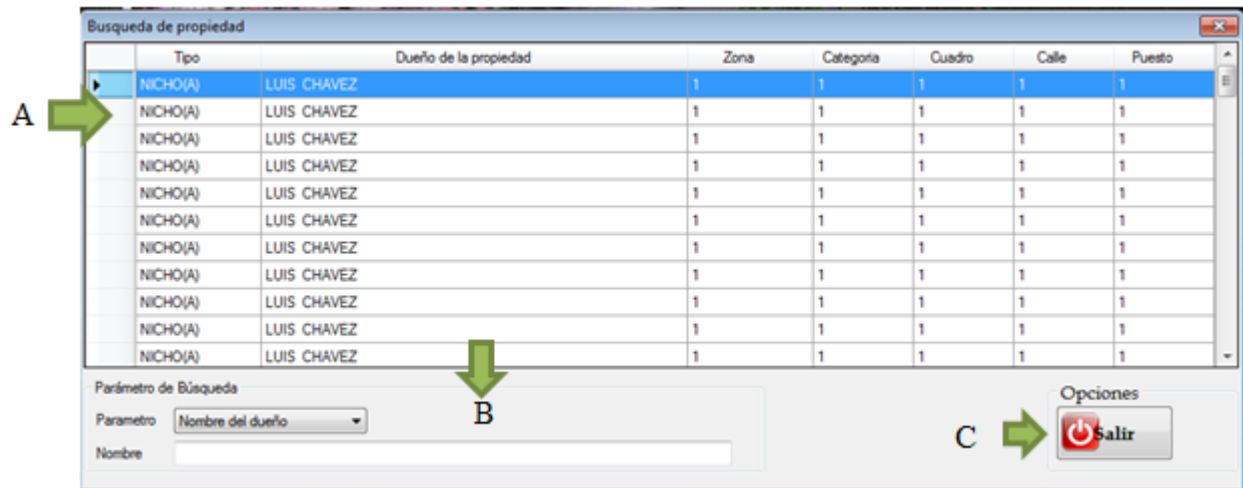 Busqueda de propiedad
Tipo Dueño de la propiedad Zona Categoria Cuadro Calle Puesto
NICHO(A) LUIS CHAVEZ 1 1 1 1 1
A NICHO(A) LUIS CHAVEZ 1 1 1 1 1
NICHO(A) LUIS CHAVEZ 1 1 1 1 1
NICHO(A) LUIS CHAVEZ 1 1 1 1 1
NICHO(A) LUIS CHAVEZ 1 1 1 1 1
NICHO(A) LUIS CHAVEZ 1 1 1 1 1
NICHO(A) LUIS CHAVEZ 1 1 1 1 1
NICHO(A) LUIS CHAVEZ 1 1 1 1 1
NICHO(A) LUIS CHAVEZ 1 1 1 1 1
NICHO(A) LUIS CHAVEZ 1 1 1 1 1
NICHO(A) LUIS CHAVEZ 1 1 1 1 1
Parámetro de Búsqueda
Parametro Nombre del dueño
B
Nombre
Opciones
C Salir